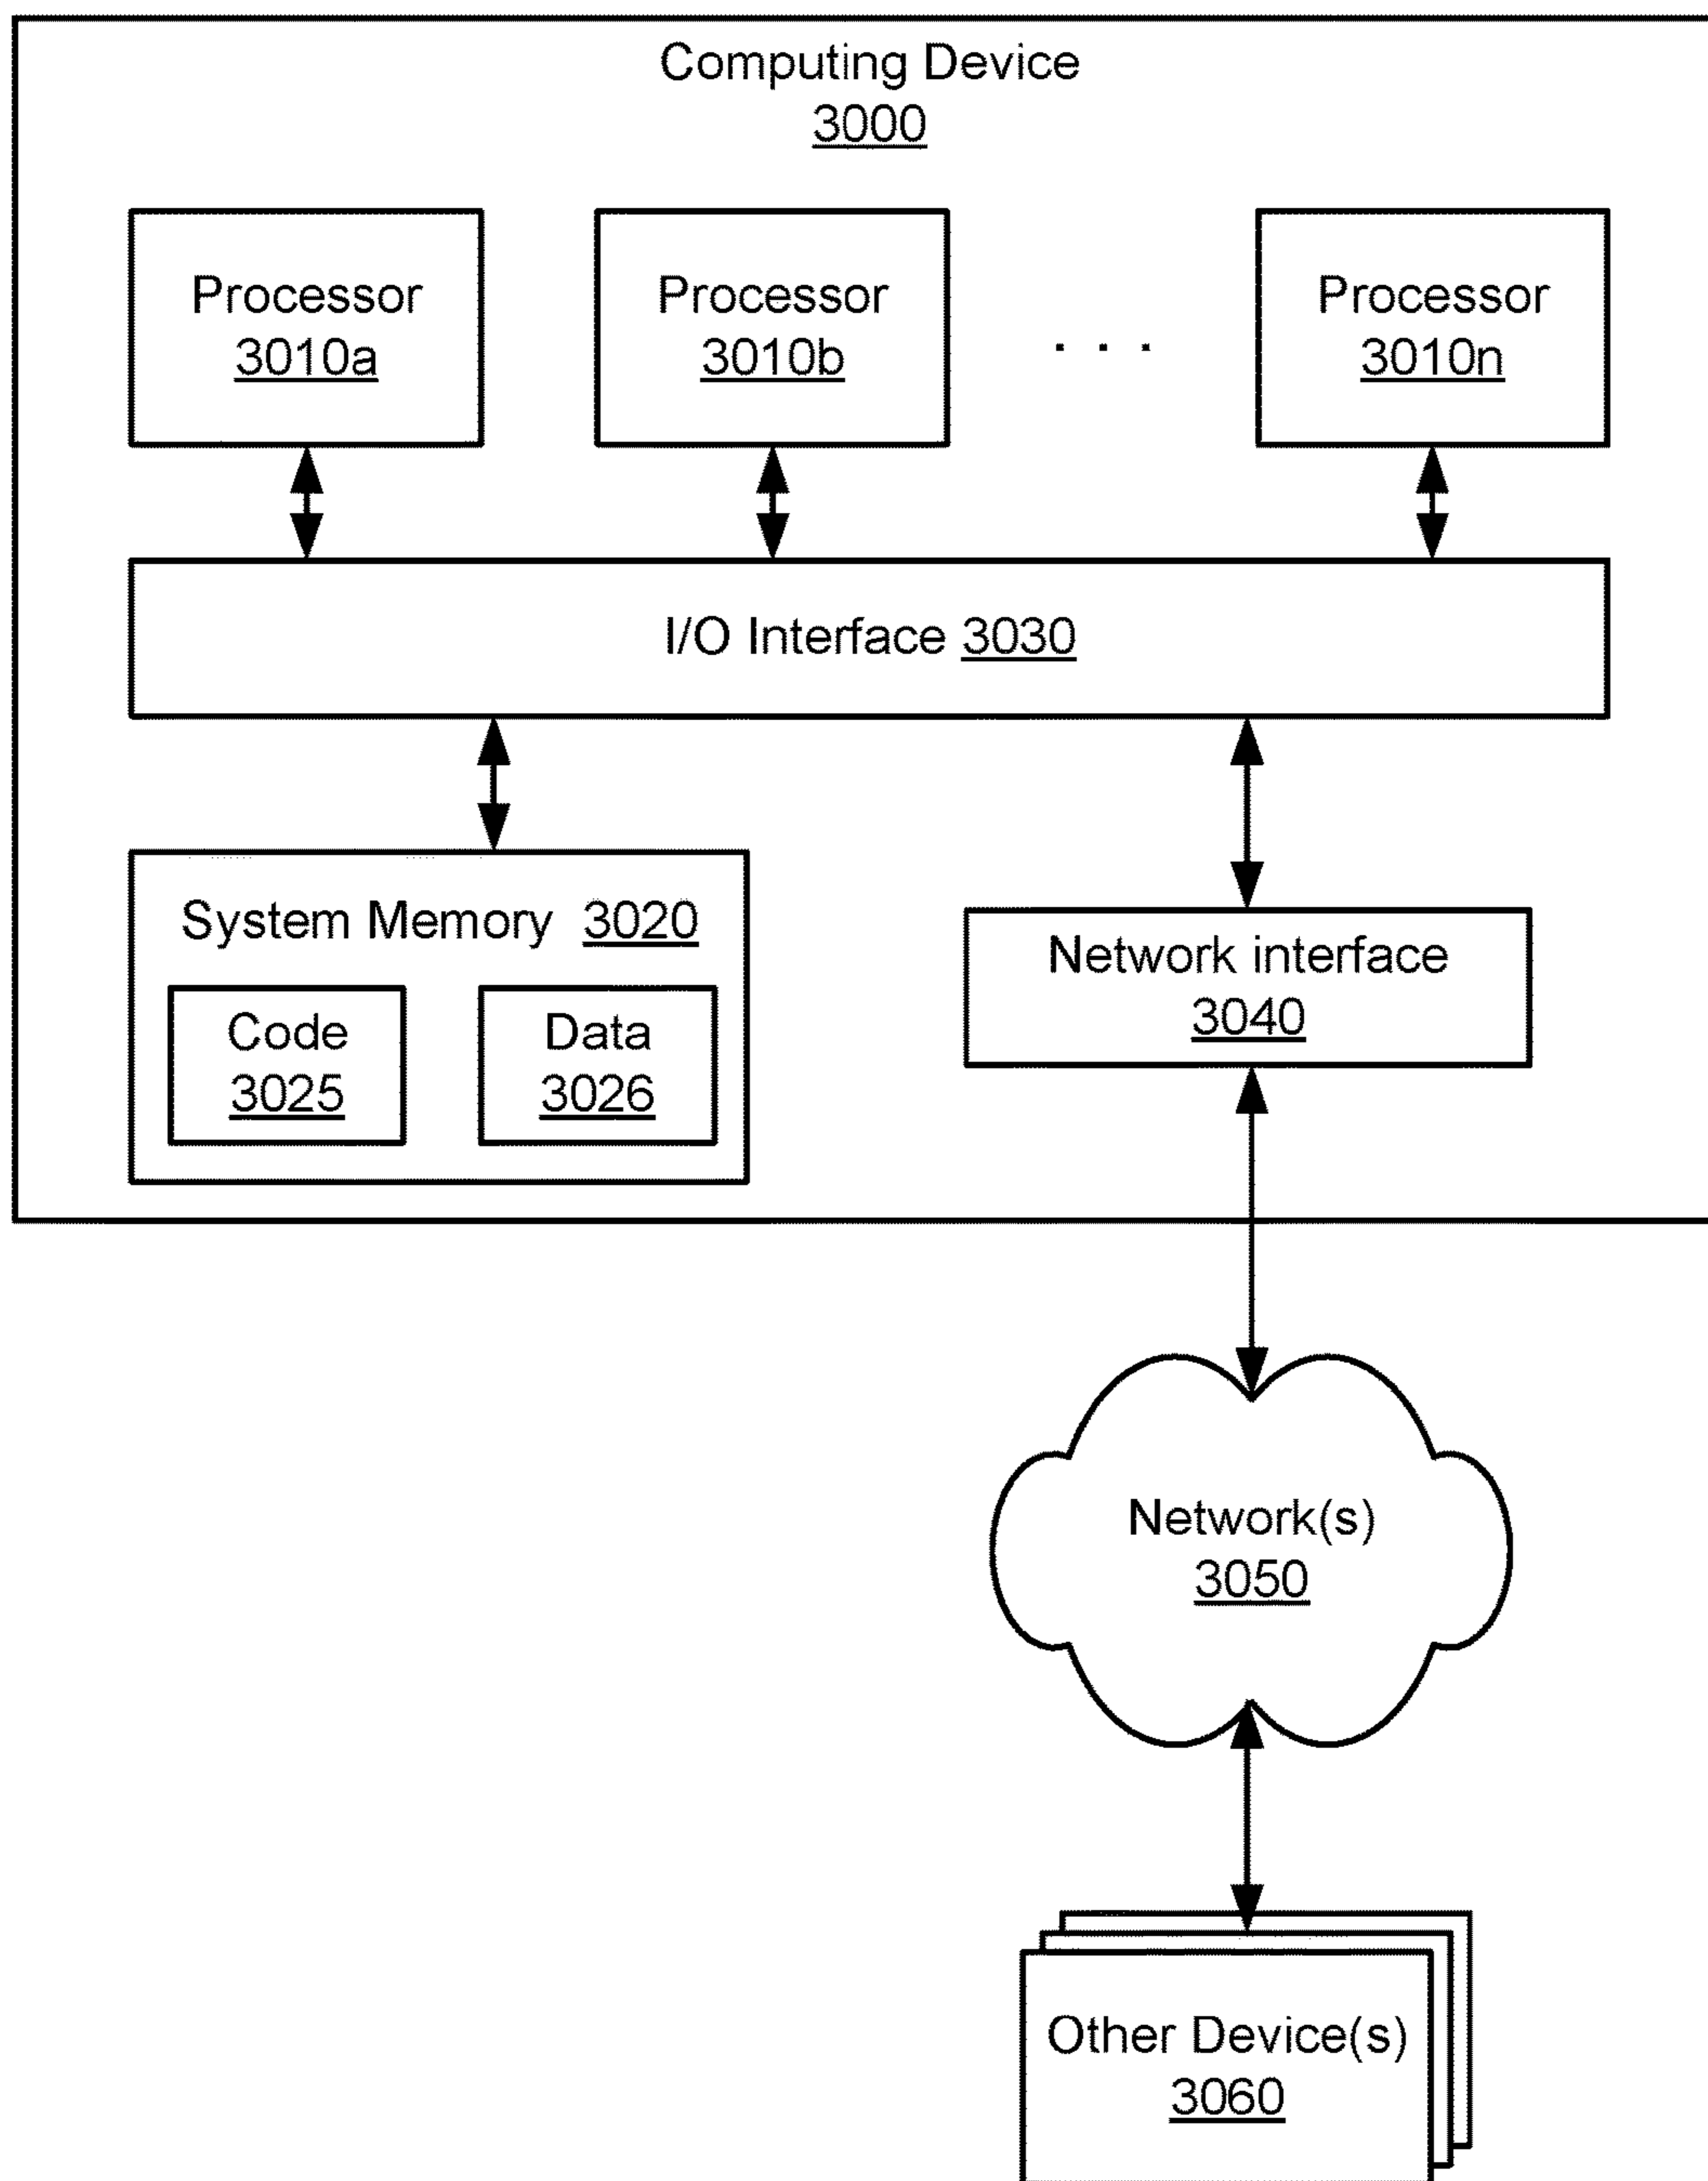 Computing Device
3000
Processor
3010a
Processor
3010b
. . .
Processor
3010n
I/O Interface 3030
System Memory 3020
Code
3025
Data
3026
Network interface
3040
Network(s)
3050
Other Device(s)
3060